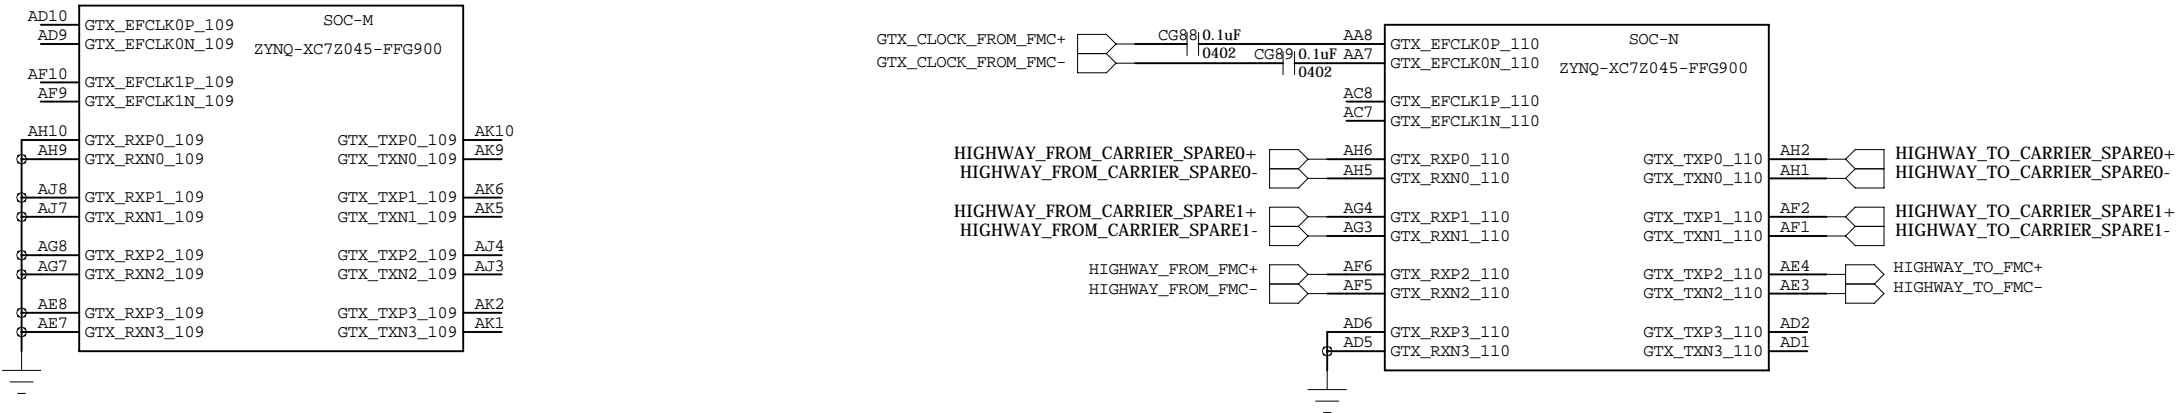 SOC-M
ZYNQ-XC7Z045-FFG900
AD10 GTX_EFCLK0P_109
AD9 GTX_EFCLK0N_109
AF10 GTX_EFCLK1P_109
AF9 GTX_EFCLK1N_109
AH10 GTX_RXP0_109 GTX_TXP0_109 AK10
AH9 GTX_RXN0_109 GTX_TXN0_109 AK9
AJ8 GTX_RXP1_109 GTX_TXP1_109 AK6
AJ7 GTX_RXN1_109 GTX_TXN1_109 AK5
AG8 GTX_RXP2_109 GTX_TXP2_109 AJ4
AG7 GTX_RXN2_109 GTX_TXN2_109 AJ3
AE8 GTX_RXP3_109 GTX_TXP3_109 AK2
AE7 GTX_RXN3_109 GTX_TXN3_109 AK1
SOC-N
ZYNQ-XC7Z045-FFG900
GTX_CLOCK_FROM_FMC+ CG88 0.1uF 0402 AA8 GTX_EFCLK0P_110
GTX_CLOCK_FROM_FMC- CG89 0.1uF 0402 AA7 GTX_EFCLK0N_110
AC8 GTX_EFCLK1P_110
AC7 GTX_EFCLK1N_110
HIGHWAY_FROM_CARRIER_SPARE0+ AH6 GTX_RXP0_110 GTX_TXP0_110 AH2 HIGHWAY_TO_CARRIER_SPARE0+
HIGHWAY_FROM_CARRIER_SPARE0- AH5 GTX_RXN0_110 GTX_TXN0_110 AH1 HIGHWAY_TO_CARRIER_SPARE0-
HIGHWAY_FROM_CARRIER_SPARE1+ AG4 GTX_RXP1_110 GTX_TXP1_110 AF2 HIGHWAY_TO_CARRIER_SPARE1+
HIGHWAY_FROM_CARRIER_SPARE1- AG3 GTX_RXN1_110 GTX_TXN1_110 AF1 HIGHWAY_TO_CARRIER_SPARE1-
HIGHWAY_FROM_FMC+ AF6 GTX_RXP2_110 GTX_TXP2_110 AE4 HIGHWAY_TO_FMC+
HIGHWAY_FROM_FMC- AF5 GTX_RXN2_110 GTX_TXN2_110 AE3 HIGHWAY_TO_FMC-
AD6 GTX_RXP3_110 GTX_TXP3_110 AD2
AD5 GTX_RXN3_110 GTX_TXN3_110 AD1